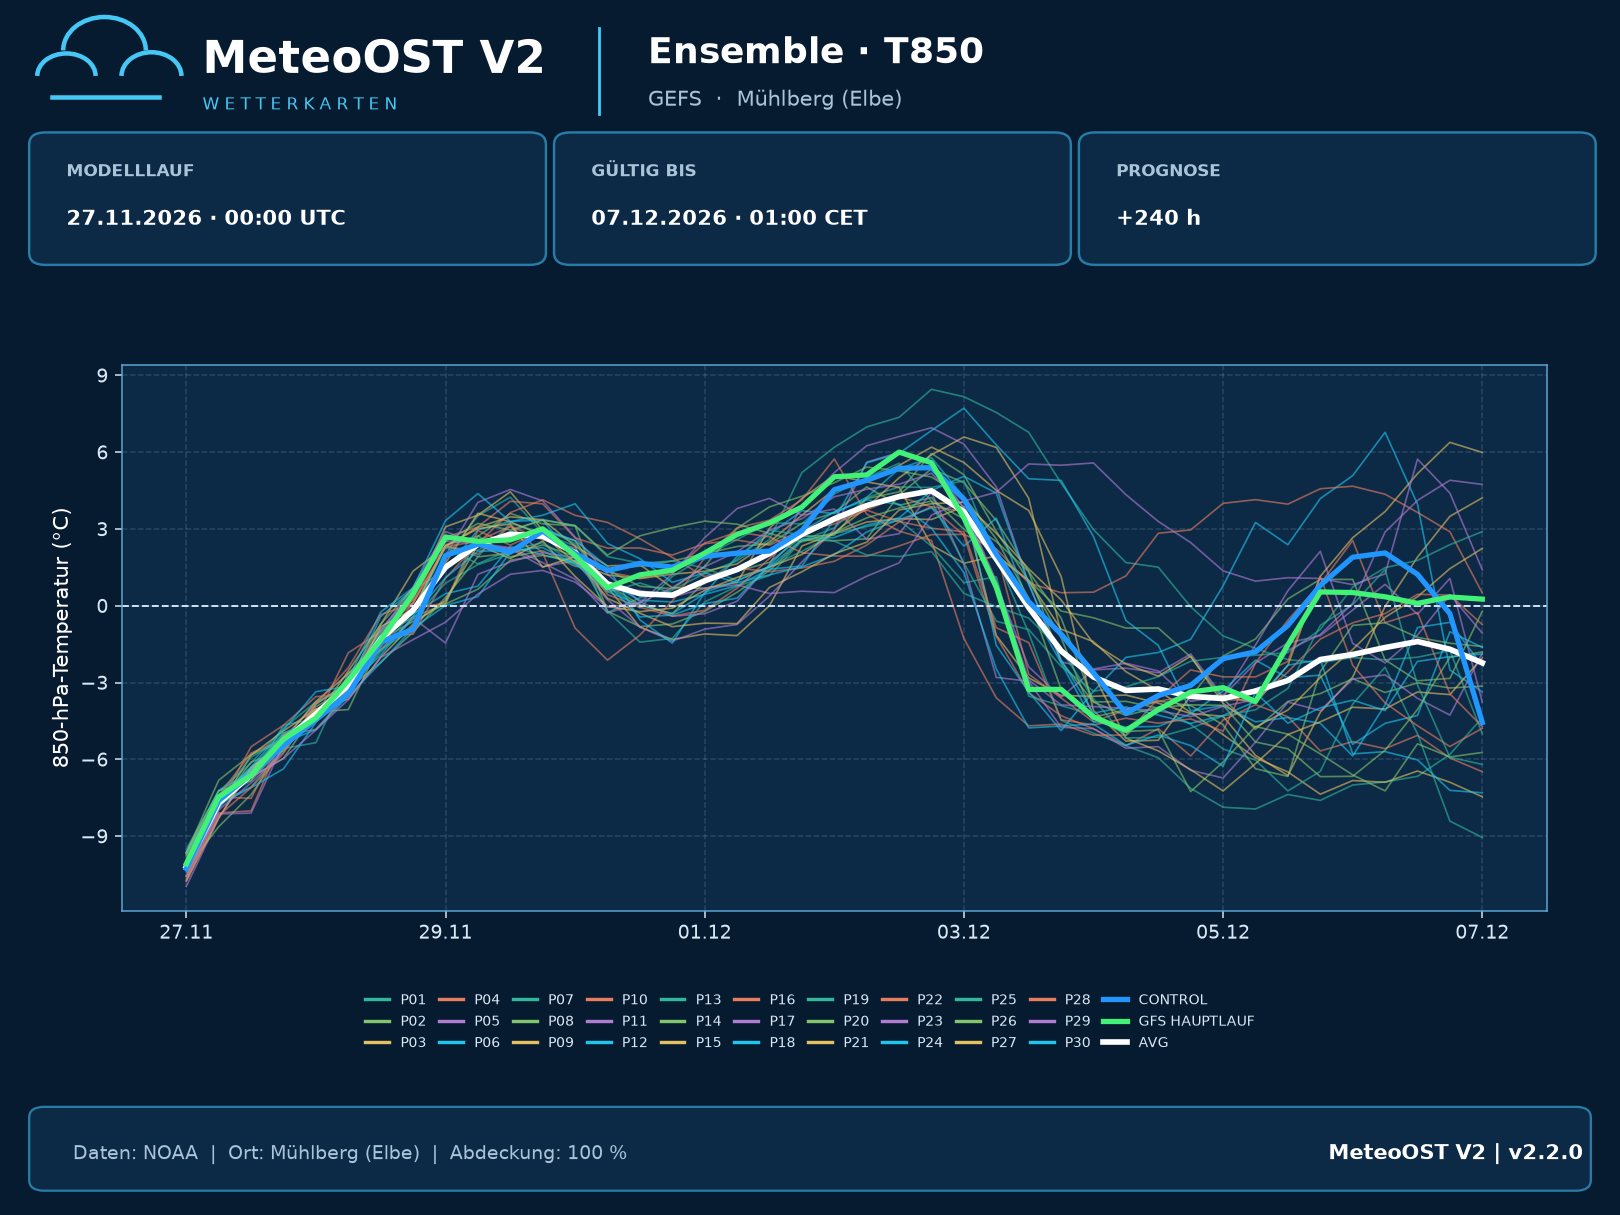 MeteoOST V2
WETTERKARTEN
Ensemble · T850
GEFS · Mühlberg (Elbe)
MODELLLAUF
27.11.2026 · 00:00 UTC
GÜLTIG BIS
07.12.2026 · 01:00 CET
PROGNOSE
+240 h
850-hPa-Temperatur (°C)
9
6
3
0
−3
−6
−9
27.11 29.11 01.12 03.12 05.12 07.12
P01 P04 P07 P10 P13 P16 P19 P22 P25 P28 CONTROL
P02 P05 P08 P11 P14 P17 P20 P23 P26 P29 GFS HAUPTLAUF
P03 P06 P09 P12 P15 P18 P21 P24 P27 P30 AVG
Daten: NOAA | Ort: Mühlberg (Elbe) | Abdeckung: 100 %
MeteoOST V2 | v2.2.0